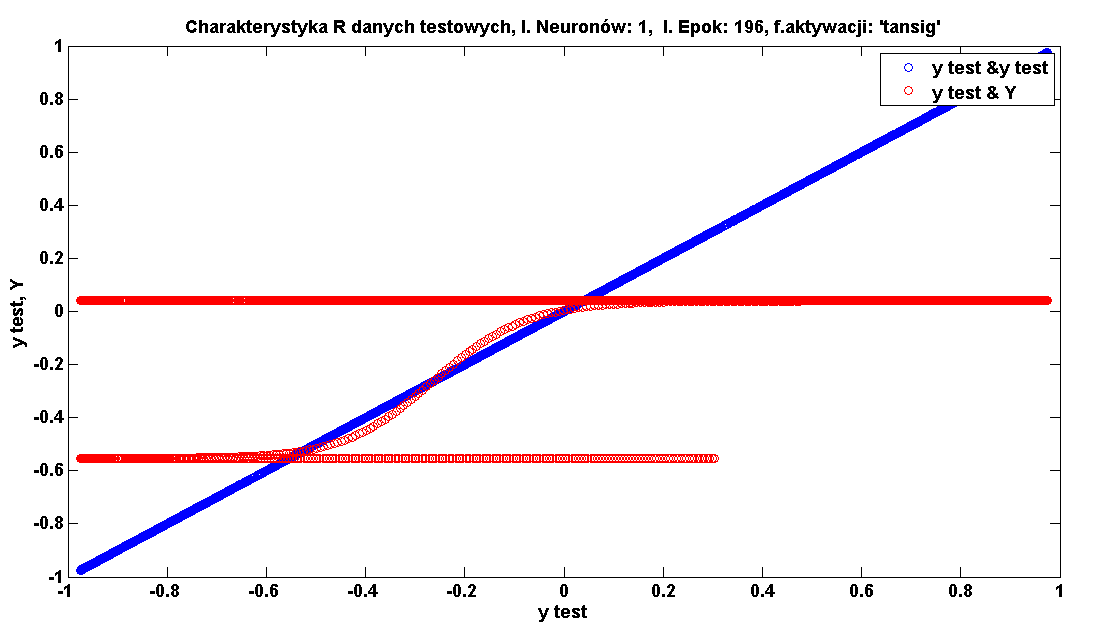 Charakterystyka R danych testowych, l. Neuronów: 1,  l. Epok: 196, f.aktywacji: 'tansig'
y test &y test
y test & Y
1
0.8
0.6
0.4
0.2
0
-0.2
-0.4
-0.6
-0.8
-1
y test, Y
-1 -0.8 -0.6 -0.4 -0.2 0 0.2 0.4 0.6 0.8 1
y test